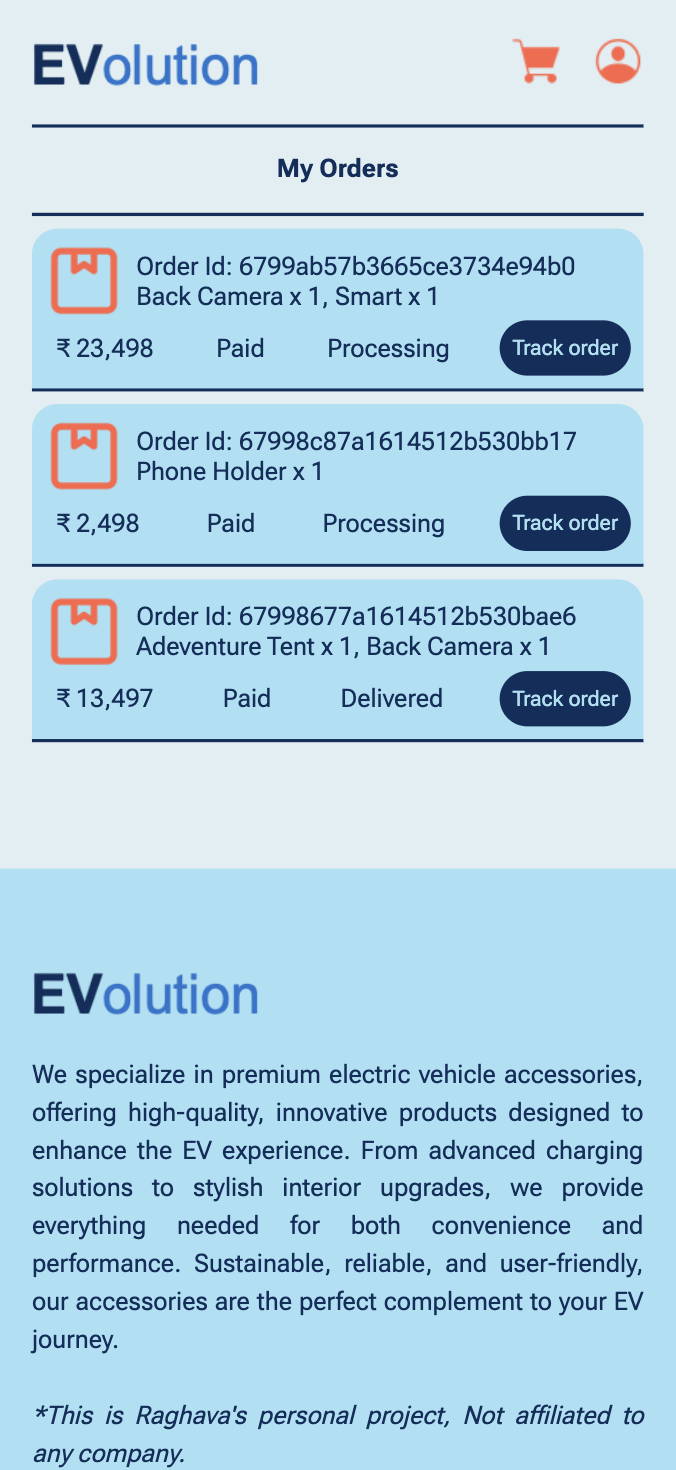 EVolution
My Orders
Order Id: 6799ab57b3665ce3734e94b0
Back Camera x 1, Smart x 1
₹ 23,498 Paid Processing Track order
Order Id: 67998c87a1614512b530bb17
Phone Holder x 1
₹ 2,498 Paid Processing Track order
Order Id: 67998677a1614512b530bae6
Adeventure Tent x 1, Back Camera x 1
₹ 13,497 Paid Delivered Track order
EVolution
We specialize in premium electric vehicle accessories,
offering high-quality, innovative products designed to
enhance the EV experience. From advanced charging
solutions to stylish interior upgrades, we provide
everything needed for both convenience and
performance. Sustainable, reliable, and user-friendly,
our accessories are the perfect complement to your EV
journey.
*This is Raghava's personal project, Not affiliated to
any company.